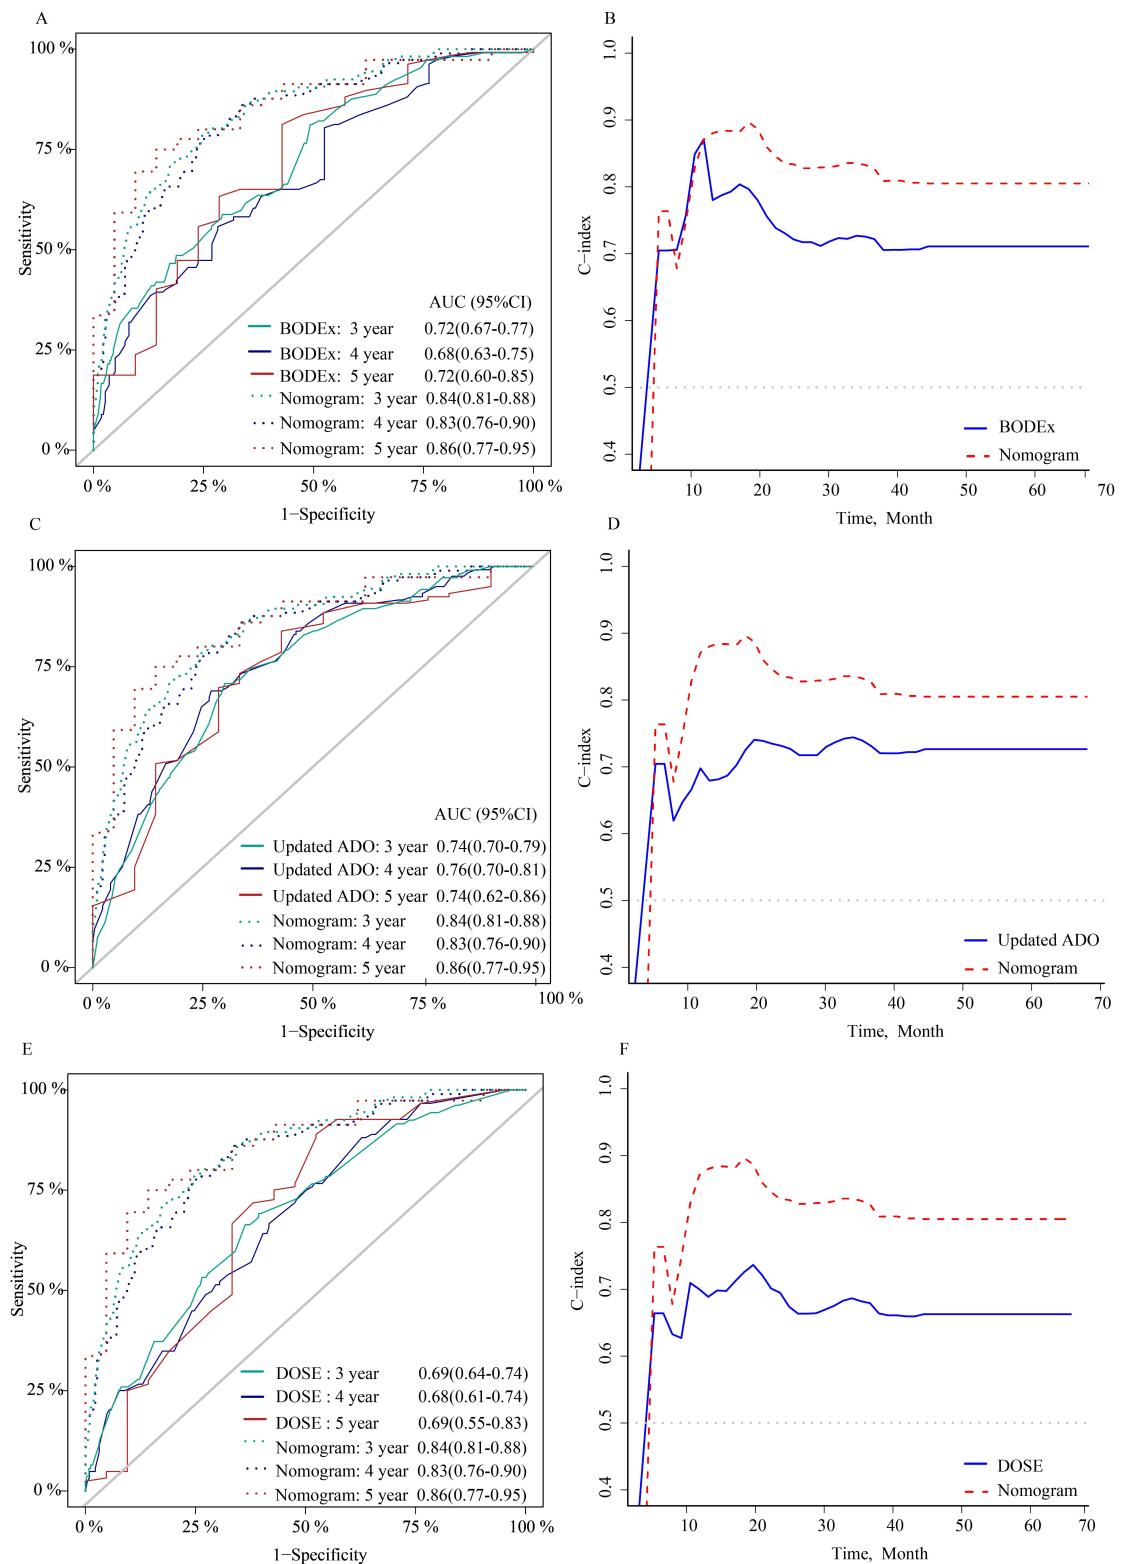 A
100 %
75 %
50 %
25 %
0 %
Sensitivity
AUC (95%CI)
BODEx: 3 year 0.72(0.67-0.77)
BODEx: 4 year 0.68(0.63-0.75)
BODEx: 5 year 0.72(0.60-0.85)
Nomogram: 3 year 0.84(0.81-0.88)
Nomogram: 4 year 0.83(0.76-0.90)
Nomogram: 5 year 0.86(0.77-0.95)
0 % 25 % 50 % 75 % 100 %
1−Specificity
B
1.0
0.9
0.8
0.7
0.6
0.5
0.4
C−index
BODEx
Nomogram
10 20 30 40 50 60 70
Time, Month
C
100 %
75 %
50 %
25 %
0 %
Sensitivity
AUC (95%CI)
Updated ADO: 3 year 0.74(0.70-0.79)
Updated ADO: 4 year 0.76(0.70-0.81)
Updated ADO: 5 year 0.74(0.62-0.86)
Nomogram: 3 year 0.84(0.81-0.88)
Nomogram: 4 year 0.83(0.76-0.90)
Nomogram: 5 year 0.86(0.77-0.95)
0 % 25 % 50 % 75 % 100 %
1−Specificity
D
1.0
0.9
0.8
0.7
0.6
0.5
0.4
C−index
Updated ADO
Nomogram
10 20 30 40 50 60 70
Time, Month
E
100 %
75 %
50 %
25 %
0 %
Sensitivity
DOSE : 3 year 0.69(0.64-0.74)
DOSE : 4 year 0.68(0.61-0.74)
DOSE : 5 year 0.69(0.55-0.83)
Nomogram: 3 year 0.84(0.81-0.88)
Nomogram: 4 year 0.83(0.76-0.90)
Nomogram: 5 year 0.86(0.77-0.95)
0 % 25 % 50 % 75 % 100 %
1−Specificity
F
1.0
0.9
0.8
0.7
0.6
0.5
0.4
C−index
DOSE
Nomogram
10 20 30 40 50 60 70
Time, Month